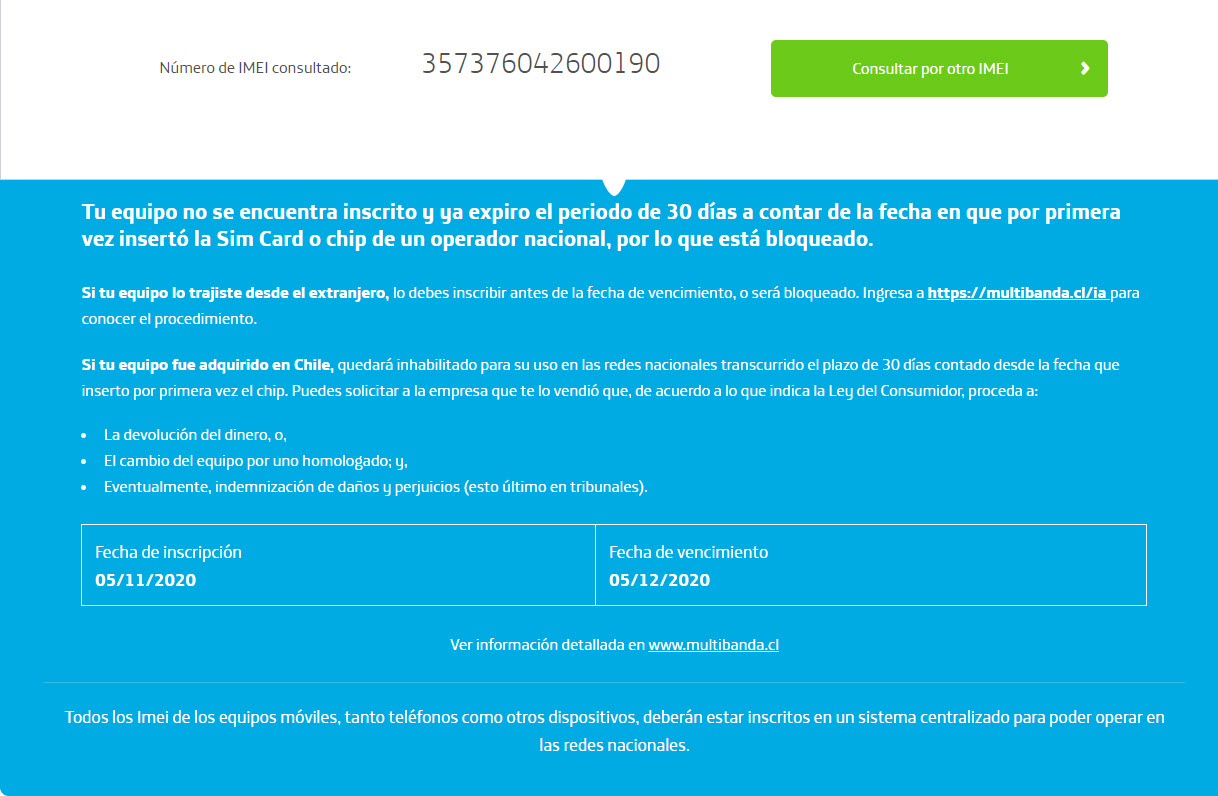 Número de IMEI consultado:
357376042600190
Consultar por otro IMEI
Tu equipo no se encuentra inscrito y ya expiro el periodo de 30 días a contar de la fecha en que por primera
vez insertó la Sim Card o chip de un operador nacional, por lo que está bloqueado.
Si tu equipo lo trajiste desde el extranjero, lo debes inscribir antes de la fecha de vencimiento, o será bloqueado. Ingresa a https://multibanda.cl/ia para
conocer el procedimiento.
Si tu equipo fue adquirido en Chile, quedará inhabilitado para su uso en las redes nacionales transcurrido el plazo de 30 días contado desde la fecha que
inserto por primera vez el chip. Puedes solicitar a la empresa que te lo vendió que, de acuerdo a lo que indica la Ley del Consumidor, proceda a:
• La devolución del dinero, o,
• El cambio del equipo por uno homologado; y,
• Eventualmente, indemnización de daños y perjuicios (esto último en tribunales).
Fecha de inscripción
05/11/2020
Fecha de vencimiento
05/12/2020
Ver información detallada en www.multibanda.cl
Todos los Imei de los equipos móviles, tanto teléfonos como otros dispositivos, deberán estar inscritos en un sistema centralizado para poder operar en
las redes nacionales.